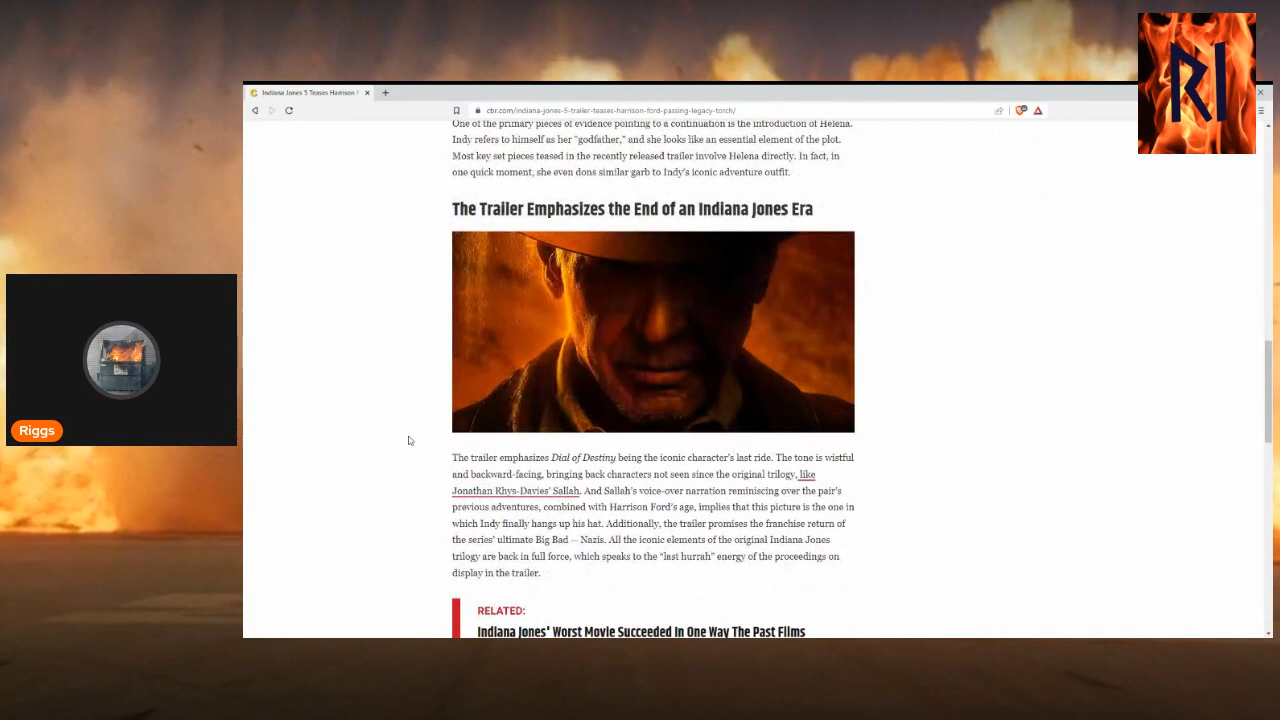 RI
Indiana Jones 5 Teases Harrison F
cbr.com/indiana-jones-5-trailer-teases-harrison-ford-passing-legacy-torch/
One of the primary pieces of evidence pointing to a continuation is the introduction of Helena.
Indy refers to himself as her "godfather," and she looks like an essential element of the plot.
Most key set pieces teased in the recently released trailer involve Helena directly. In fact, in
one quick moment, she even dons similar garb to Indy's iconic adventure outfit.
The Trailer Emphasizes the End of an Indiana Jones Era
Riggs
The trailer emphasizes Dial of Destiny being the iconic character's last ride. The tone is wistful
and backward-facing, bringing back characters not seen since the original trilogy, like
Jonathan Rhys-Davies' Sallah. And Sallah's voice-over narration reminiscing over the pair's
previous adventures, combined with Harrison Ford's age, implies that this picture is the one in
which Indy finally hangs up his hat. Additionally, the trailer promises the franchise return of
the series' ultimate Big Bad — Nazis. All the iconic elements of the original Indiana Jones
trilogy are back in full force, which speaks to the "last hurrah" energy of the proceedings on
display in the trailer.
RELATED:
Indiana Jones' Worst Movie Succeeded In One Way The Past Films